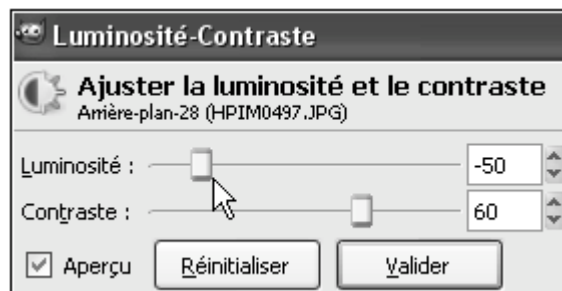 Luminosité-Contraste
Ajuster la luminosité et le contraste
Arrière-plan-28 (HPIM0497.JPG)
Luminosité : -50
Contraste : 60
Aperçu Réinitialiser Valider